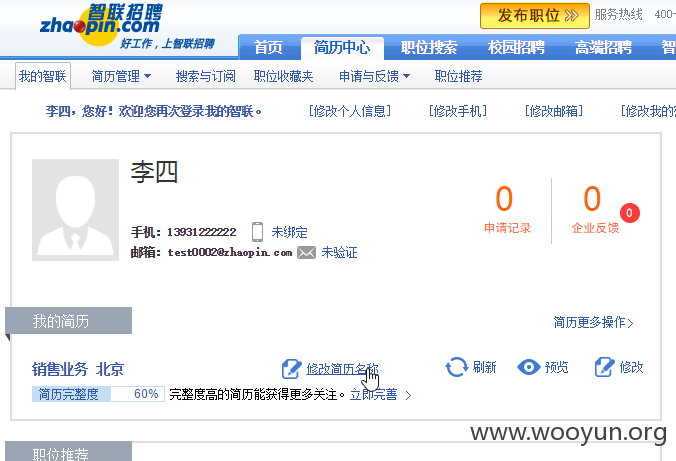 智联招聘
zhaopin.com
好工作，上智联招聘
发布职位
服务热线 400-
首页 简历中心 职位搜索 校园招聘 高端招聘 智
我的智联 简历管理 搜索与订阅 职位收藏夹 申请与反馈 职位推荐
李四，您好！欢迎您再次登录我的智联。 [修改个人信息] [修改手机] [修改邮箱] [修改我的智
李四
0 0 0
申请记录 企业反馈
手机：13931222222 未绑定
邮箱：test0002@zhaopin.com 未验证
我的简历 简历更多操作
销售业务 北京 修改简历名称 刷新 预览 修改
简历完整度 60% 完整度高的简历能获得更多关注。立即完善
www.wooyun.org
职位推荐